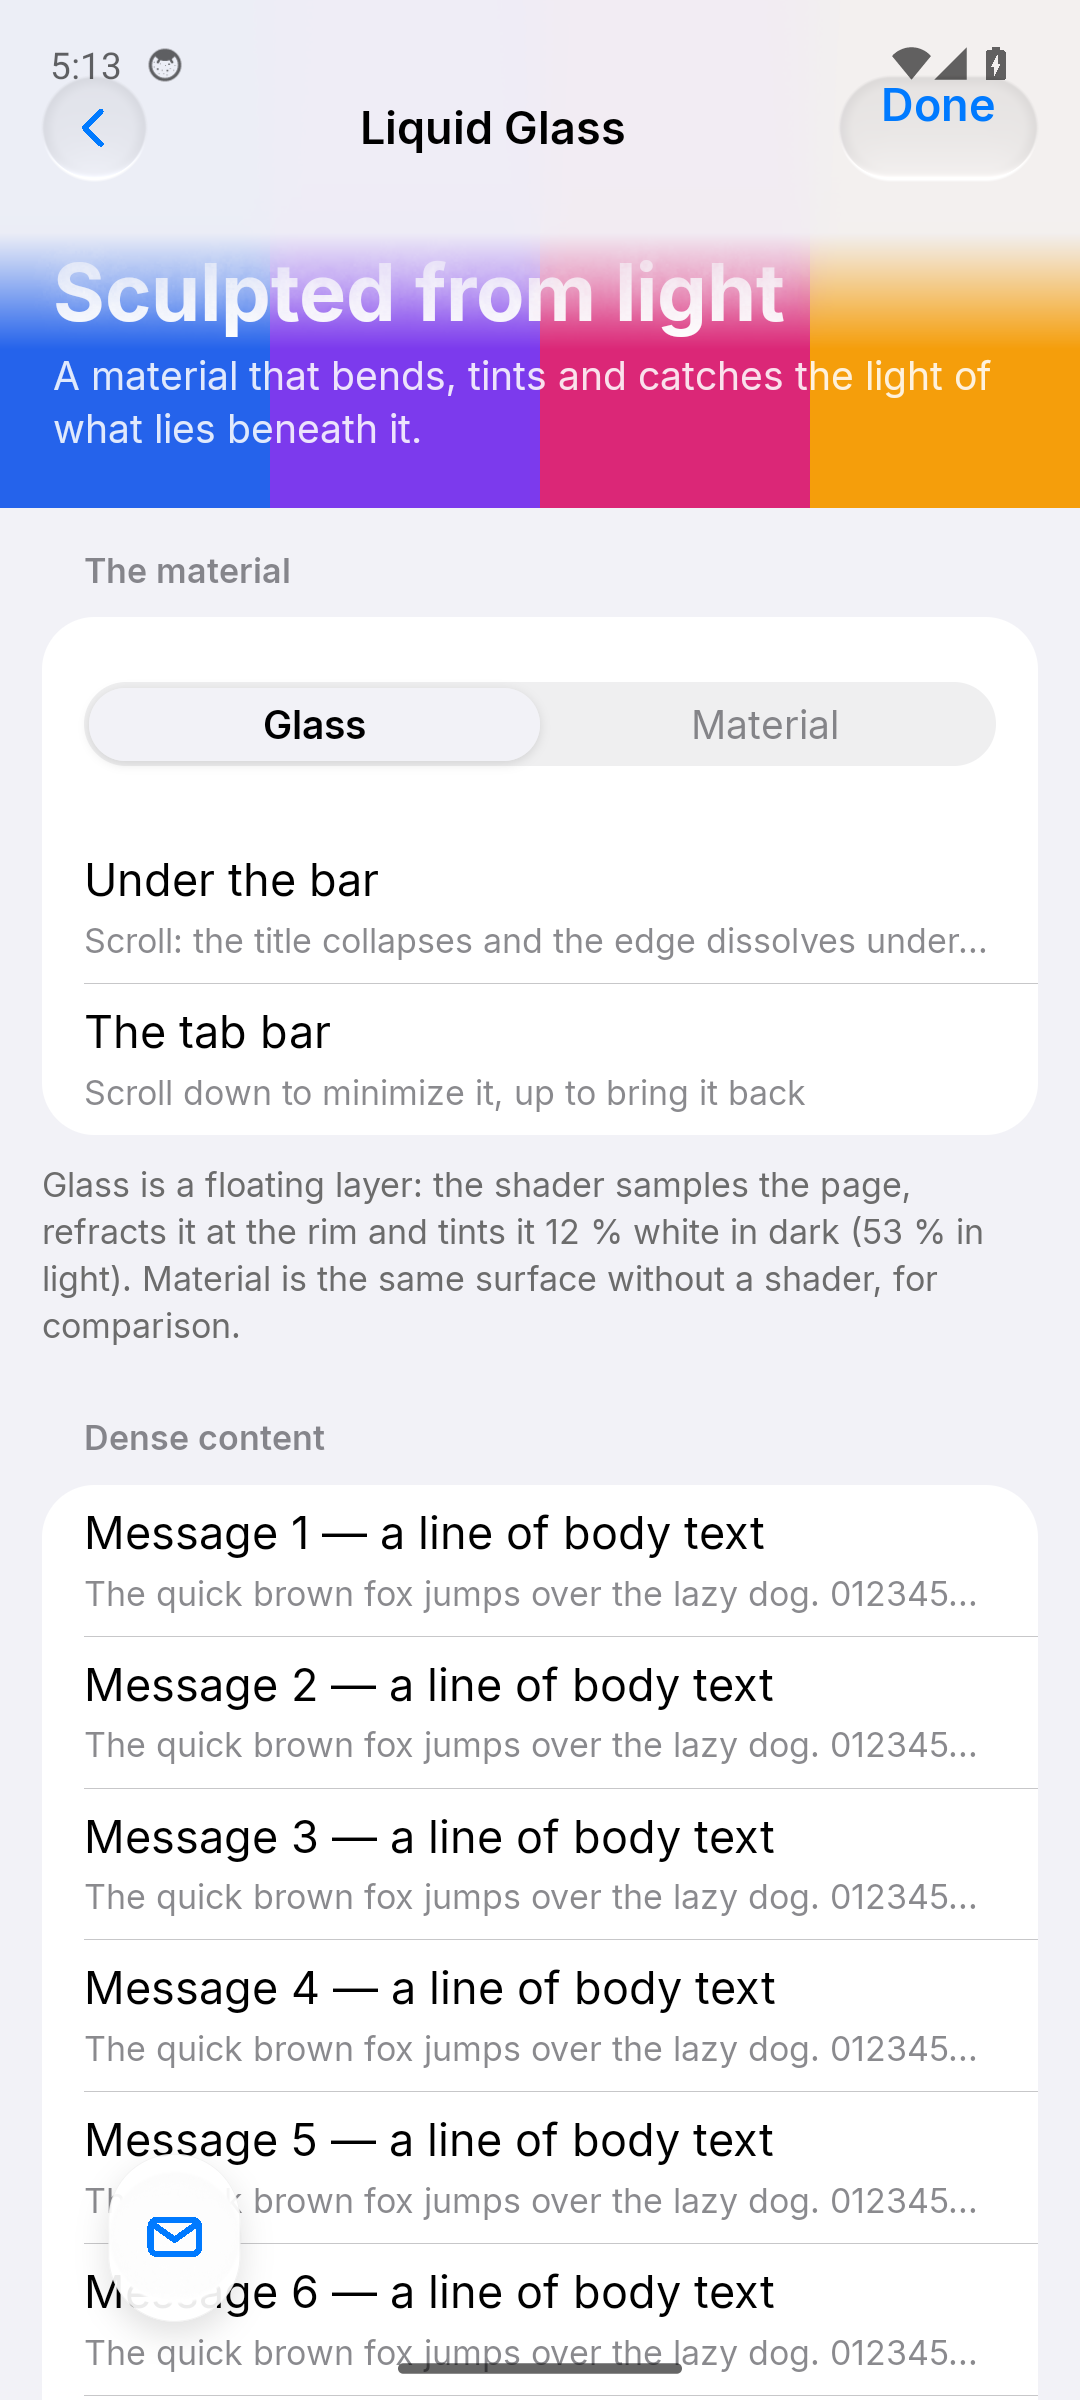 5:13
Liquid Glass
Done
Sculpted from light
A material that bends, tints and catches the light of
what lies beneath it.
The material
Glass
Material
Under the bar
Scroll: the title collapses and the edge dissolves under...
The tab bar
Scroll down to minimize it, up to bring it back
Glass is a floating layer: the shader samples the page,
refracts it at the rim and tints it 12 % white in dark (53 % in
light). Material is the same surface without a shader, for
comparison.
Dense content
Message 1 — a line of body text
The quick brown fox jumps over the lazy dog. 012345...
Message 2 — a line of body text
The quick brown fox jumps over the lazy dog. 012345...
Message 3 — a line of body text
The quick brown fox jumps over the lazy dog. 012345...
Message 4 — a line of body text
The quick brown fox jumps over the lazy dog. 012345...
Message 5 — a line of body text
brown fox jumps over the lazy dog. 012345...
Message 6 — a line of body text
The quick brown fox jumps over the lazy dog. 012345...